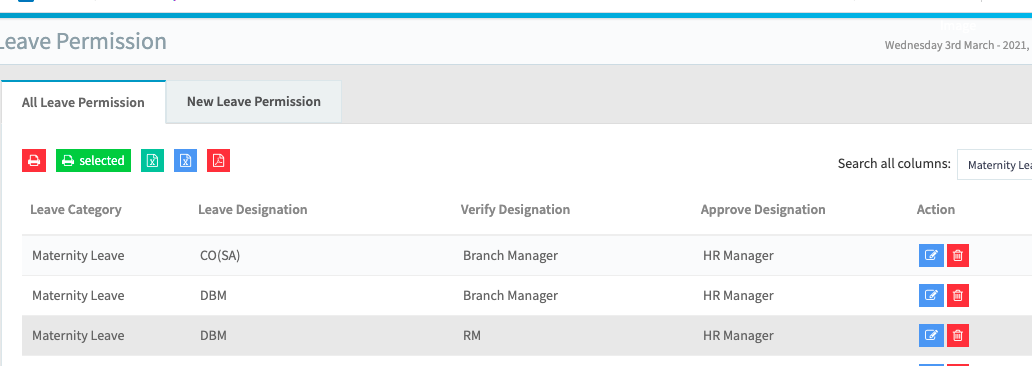 Leave Permission
Wednesday 3rd March - 2021,
All Leave Permission
New Leave Permission
selected
Search all columns: Maternity Lea
Leave Category Leave Designation Verify Designation Approve Designation Action
Maternity Leave CO(SA) Branch Manager HR Manager
Maternity Leave DBM Branch Manager HR Manager
Maternity Leave DBM RM HR Manager